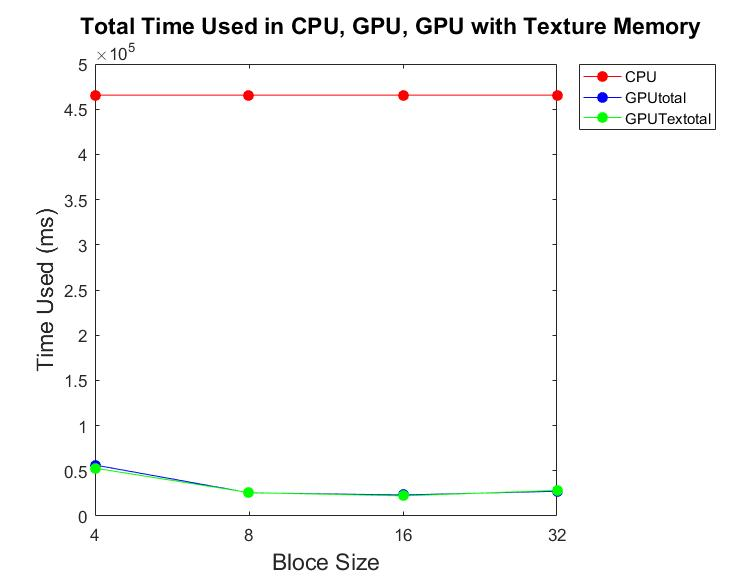 Total Time Used in CPU, GPU, GPU with Texture Memory
×10⁵
5
4.5
4
3.5
3
2.5
2
1.5
1
0.5
0
Time Used (ms)
4 8 16 32
Bloce Size
CPU
GPUtotal
GPUTextotal